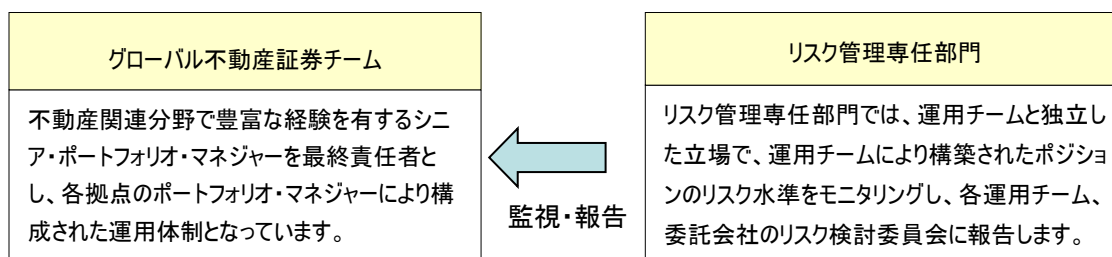 グローバル不動産証券チーム
不動産関連分野で豊富な経験を有するシニ
ア・ポートフォリオ・マネジャーを最終責任者と
し、各拠点のポートフォリオ・マネジャーにより構
成された運用体制となっています。
監視・報告
リスク管理専任部門
リスク管理専任部門では、運用チームと独立し
た立場で、運用チームにより構築されたポジショ
ンのリスク水準をモニタリングし、各運用チーム、
委託会社のリスク検討委員会に報告します。